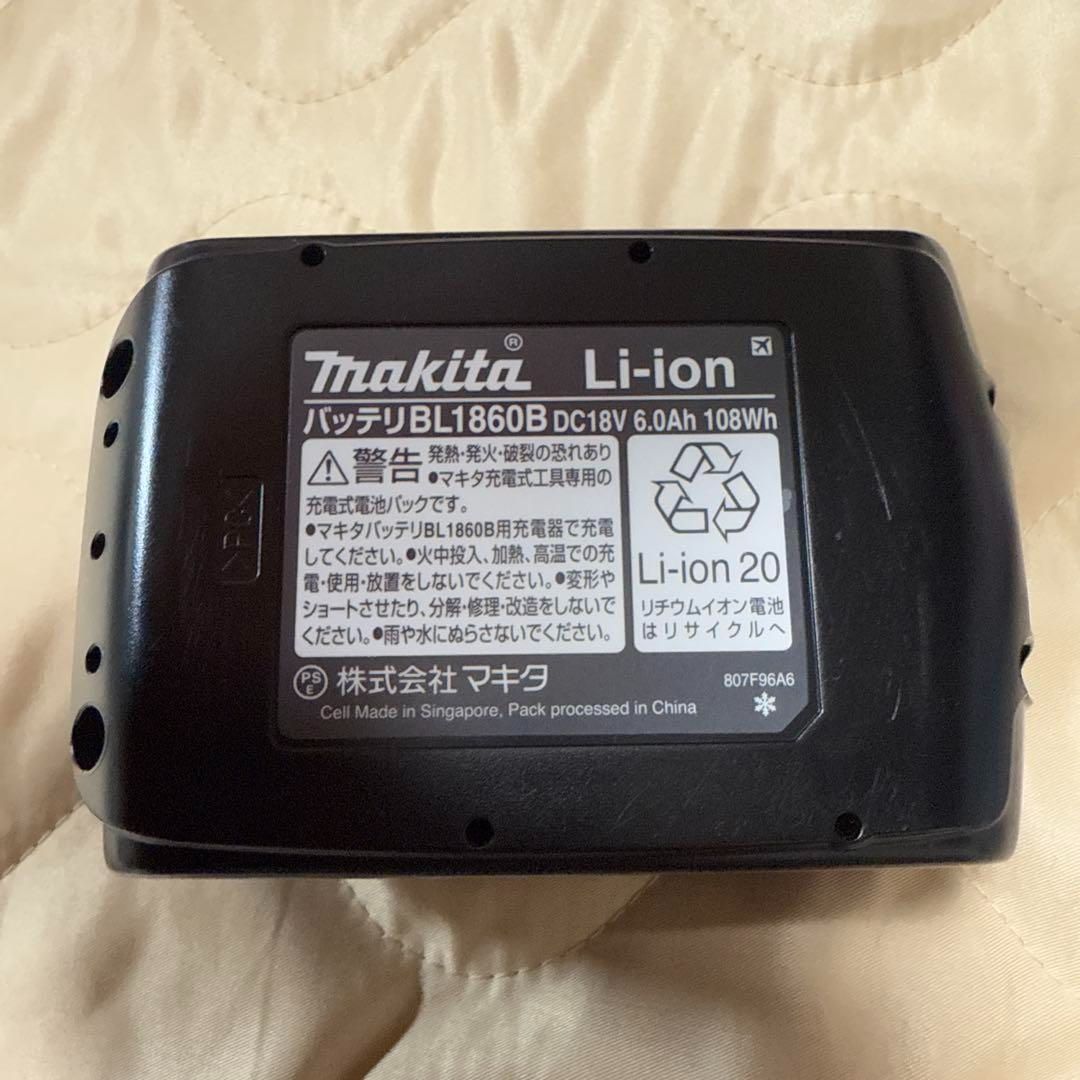 makita® Li-ion
バッテリBL1860B DC18V 6.0Ah 108Wh
警告 発熱・発火・破裂の恐れあり
●マキタ充電式工具専用の
充電式電池パックです。
●マキタバッテリBL1860B用充電器で充電
してください。●火中投入、加熱、高温での充
電・使用・放置をしないでください。●変形や
ショートさせたり、分解・修理・改造をしないで
ください。●雨や水にぬらさないでください。
Li-ion 20
リチウムイオン電池
はリサイクルへ
PS
E 株式会社マキタ
807F96A6
Cell Made in Singapore, Pack processed in China